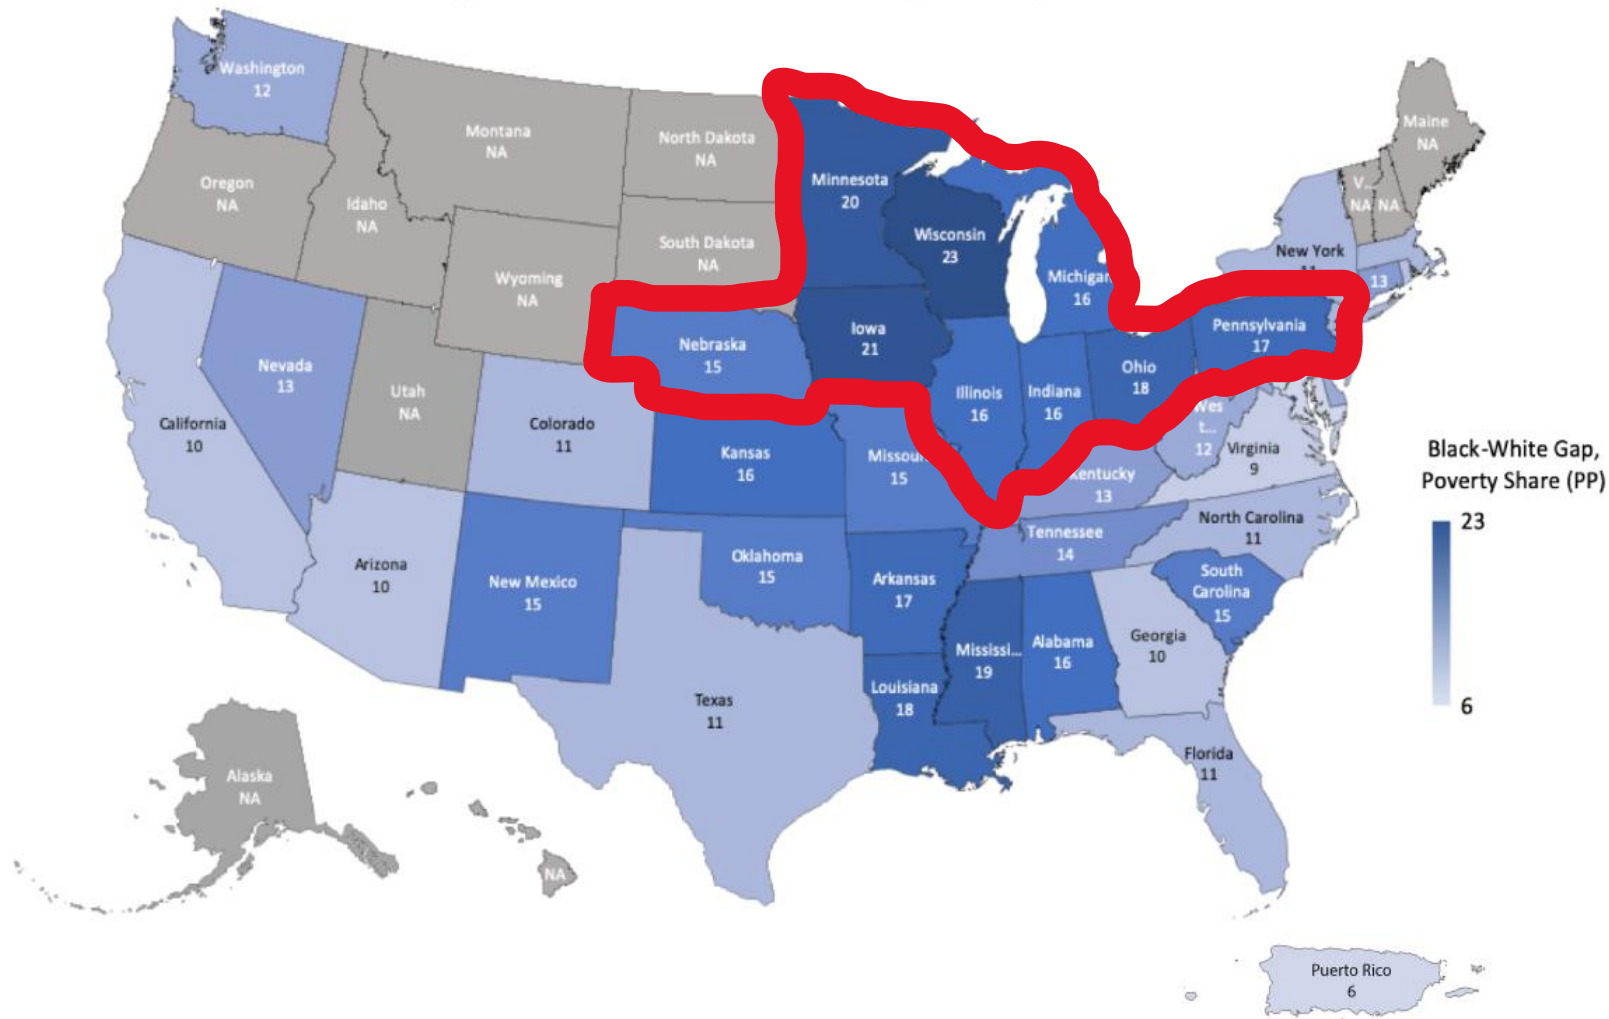 Washington
12
Montana
NA
North Dakota
NA
Oregon
NA
Idaho
NA
South Dakota
NA
Wyoming
NA
Minnesota
20
Wisconsin
23
Michigan
16
Maine
NA
V...
NA
NA
New York
13
Nebraska
15
Iowa
21
Pennsylvania
17
Nevada
13
Utah
NA
California
10
Colorado
11
Kansas
16
Missour
15
Illinois
16
Indiana
16
Ohio
18
Wes
t...
12
Virginia
9
Kentucky
13
Black-White Gap,
Poverty Share (PP)
23
6
Arizona
10
New Mexico
15
Oklahoma
15
Arkansas
17
Tennessee
14
North Carolina
11
South
Carolina
15
Texas
11
Louisiana
18
Mississi...
19
Alabama
16
Georgia
10
Florida
11
Alaska
NA
NA
Puerto Rico
6